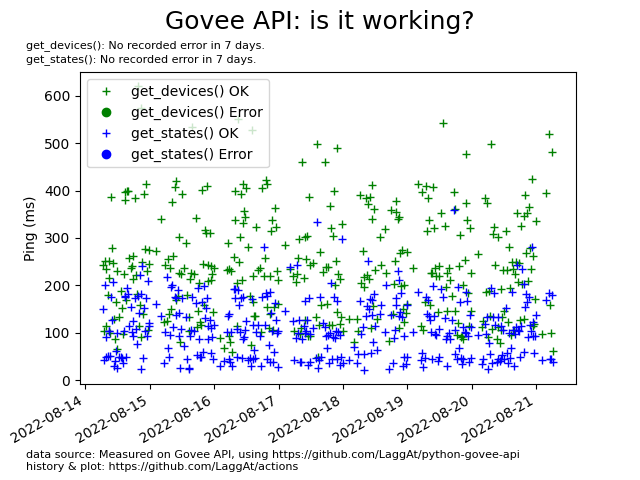 Govee API: is it working?
get_devices(): No recorded error in 7 days.
get_states(): No recorded error in 7 days.
get_devices() OK
get_devices() Error
get_states() OK
get_states() Error
Ping (ms)
600
500
400
300
200
100
0
2022-08-14
2022-08-15
2022-08-16
2022-08-17
2022-08-18
2022-08-19
2022-08-20
2022-08-21
data source: Measured on Govee API, using https://github.com/LaggAt/python-govee-api
history & plot: https://github.com/LaggAt/actions